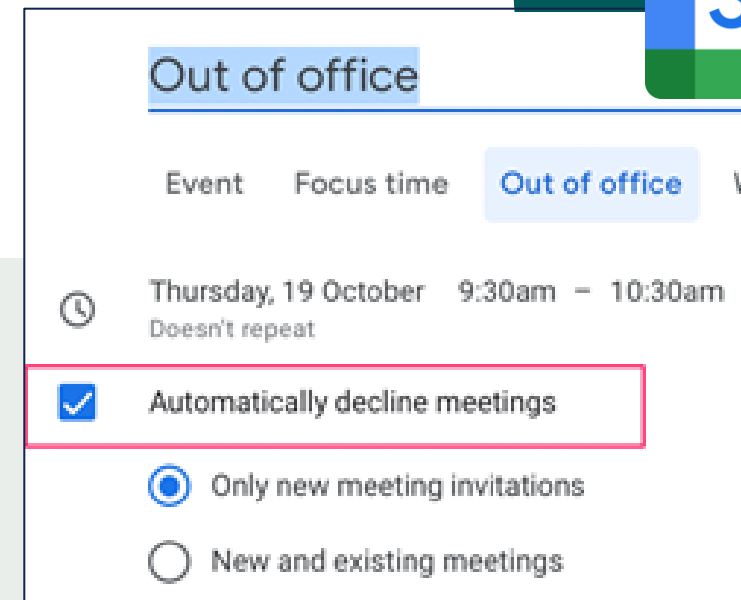 Out of office
Event Focus time Out of office
Thursday, 19 October 9:30am – 10:30am
Doesn't repeat
Automatically decline meetings
Only new meeting invitations
New and existing meetings